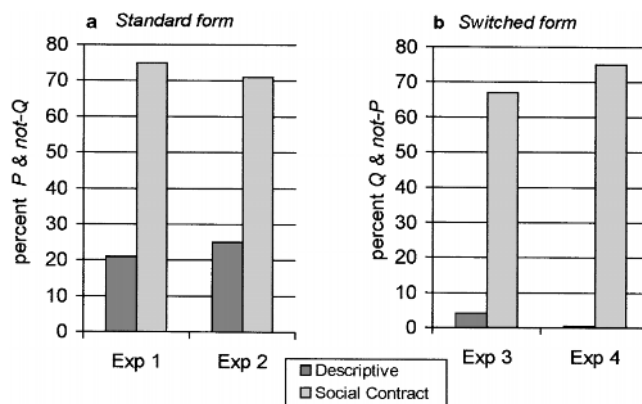 a Standard form
percent P & not-Q
80
70
60
50
40
30
20
10
0
Exp 1 Exp 2
b Switched form
percent Q & not-P
80
70
60
50
40
30
20
10
0
Exp 3 Exp 4
Descriptive
Social Contract